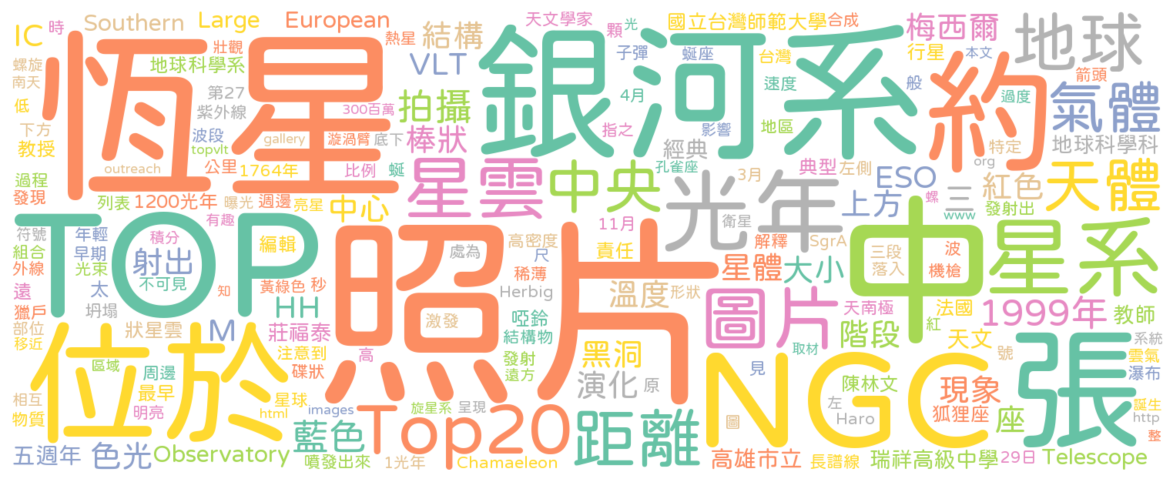 IC 時 Southern Large European 天文學家 顆 光 國立台灣師範大學 合成 梅西爾 地球
恆星 銀河系 約
壯觀 熱星 結構 子彈 蜒座 台灣 本文 行星 箭頭
螺旋 南天 地球科學系 第27 VLT 4月 速度 般 過度 氣體
低 紫外線 300百萬 拍攝 指之 影響 地區 特定 地球科學科
下方 波段 gallery 漩渦臂 底下 棒狀 經典 孔雀座 典型 左側 org
教授 topvlt 公里 1764年 比例 蜒 星雲 中央 光年 3月 ESO 紅色 天體
outreach
過程 發現 列表 1200光年 曝光 週邊 亮星 中心 衛星 上方 三 www 螺 發射出
TOP 照片 中 星系
符號 年輕 積分 有趣 編輯 處為 高密度 11月 解釋 SgrA 三段 波
組合 早期 射出 尺 責任 星體 大小 落入 機槍
外線 光束 不可見 黃綠色 秒 稀薄 Herbig 溫度 形狀
遠 太 知 HH 圖片 天南極 法國 紅 1999年 教師
獵戶 坍塌 狀星雲 M 莊福泰 激發 啞鈴 階段 天文 號 系統
部位 移近 位於 注意到 高 發射 結構物 黑洞 NGC 張 雲氣
區域 碟狀 遠方 取材 陳林文 現象 瀑布
相互 周邊 最早 星球 Top20 演化 原 見 左 狐狸座 座 誕生
物質 明亮 html images 旋星系 呈現 距離 圖 Haro http
五週年 色光 Observatory 藍色 噴發出來 1光年 Chamaeleon 高雄市立 長譜線 瑞祥高級中學 29日 Telescope 整